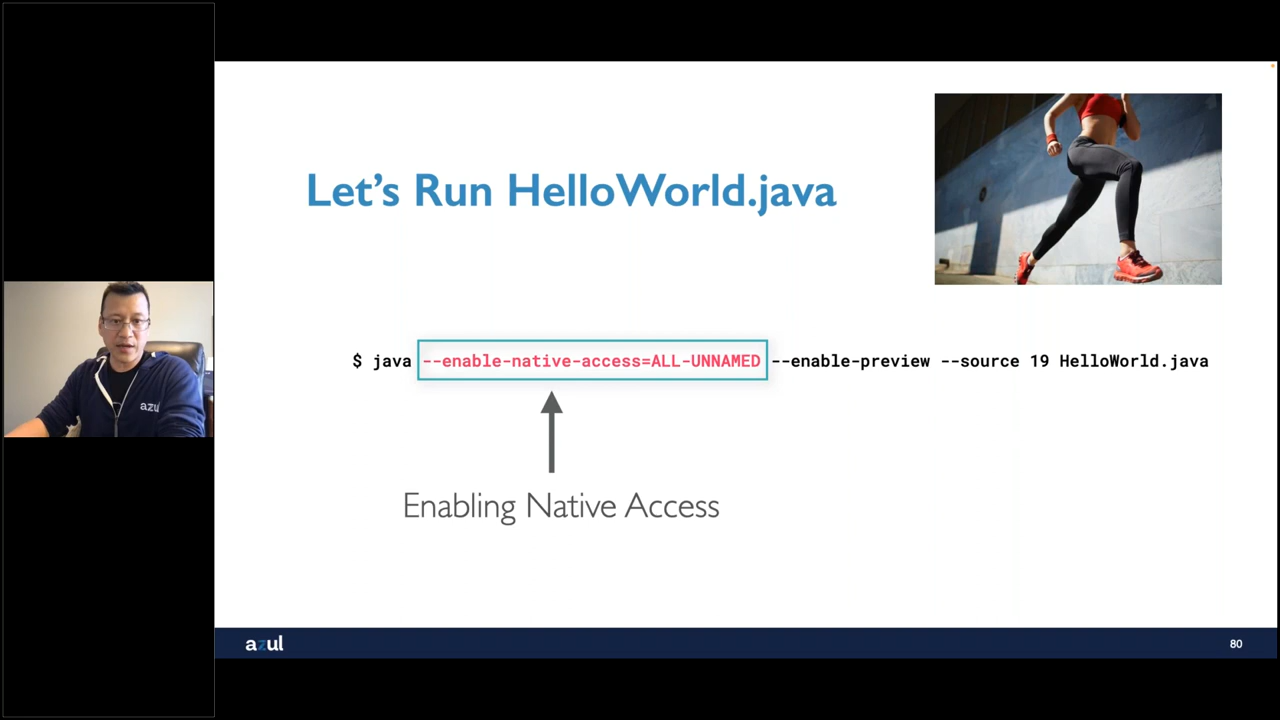 Let's Run HelloWorld.java
$ java --enable-native-access=ALL-UNNAMED --enable-preview --source 19 HelloWorld.java
Enabling Native Access
azul
azul
80